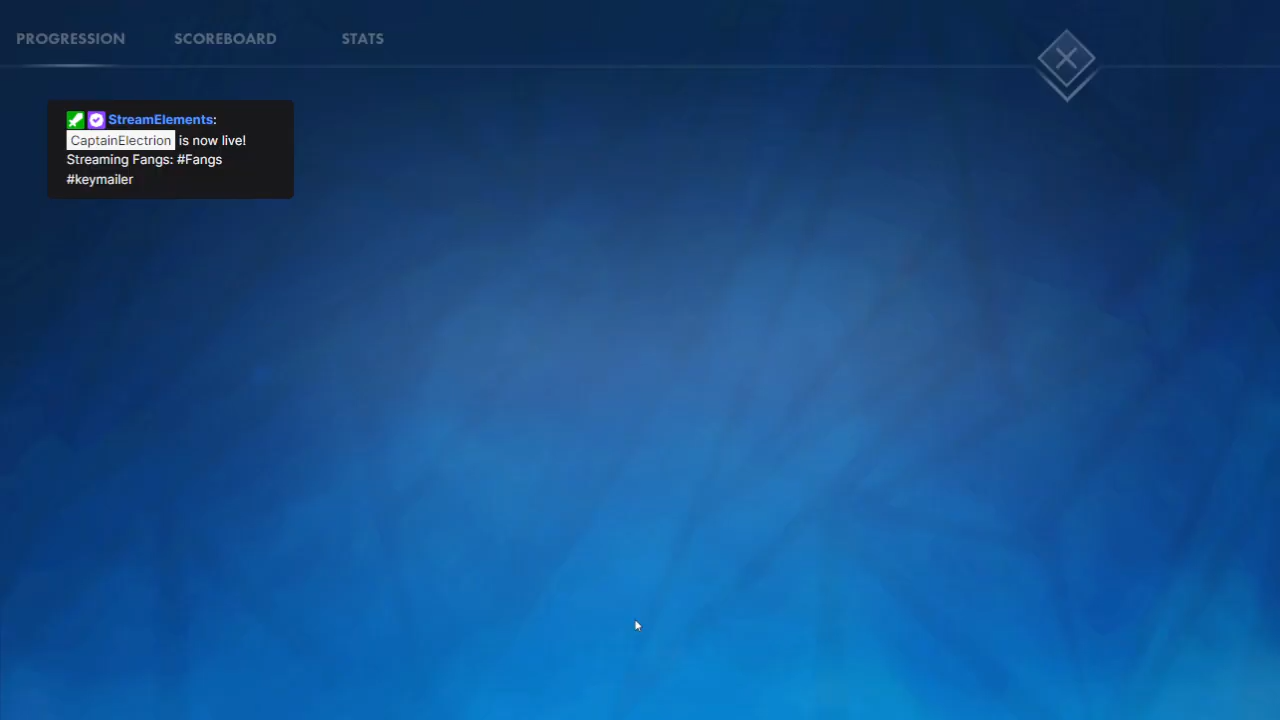 PROGRESSION SCOREBOARD STATS
StreamElements:
CaptainElectrion is now live!
Streaming Fangs: #Fangs
#keymailer